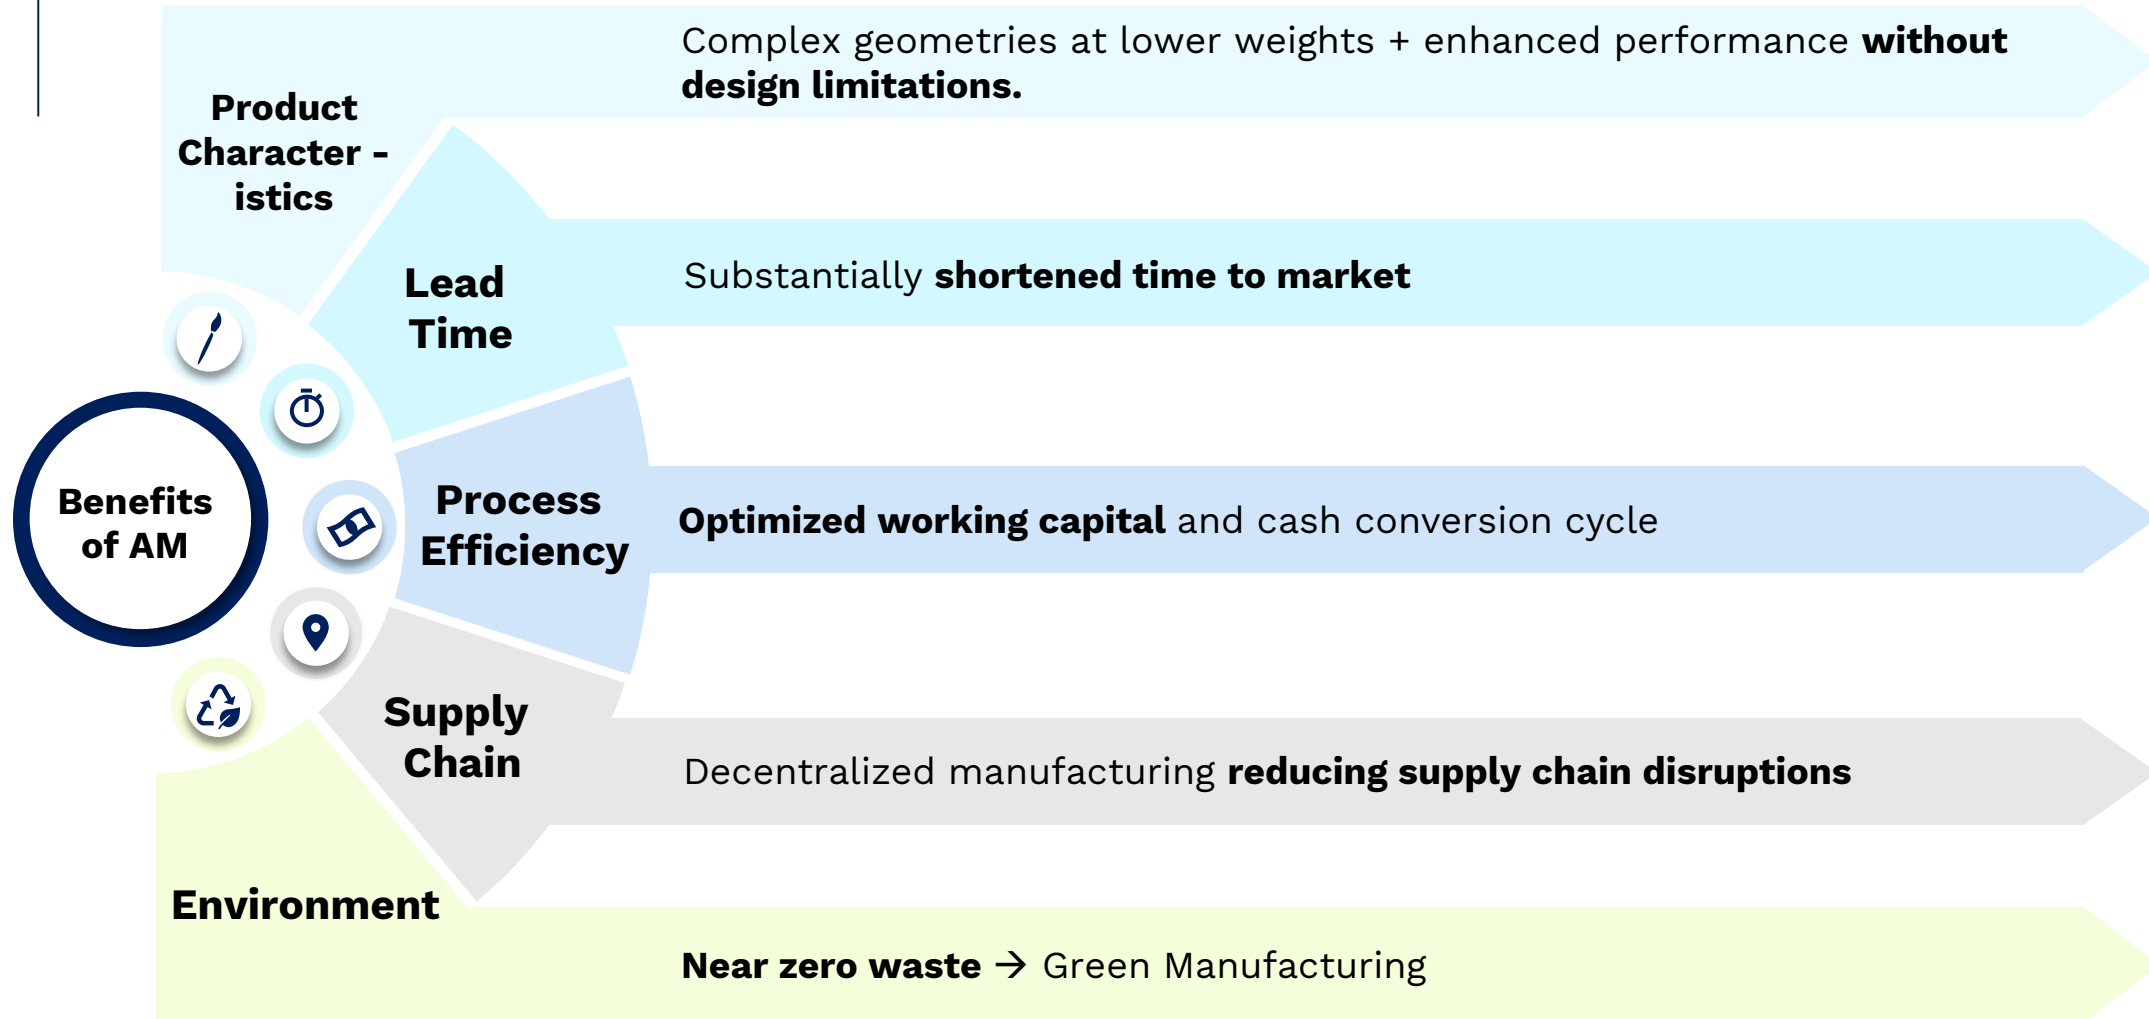 Complex geometries at lower weights + enhanced performance without
design limitations.
Product
Character -
istics
Lead
Time
Substantially shortened time to market
Benefits
of AM
Process
Efficiency
Optimized working capital and cash conversion cycle
Supply
Chain
Decentralized manufacturing reducing supply chain disruptions
Environment
Near zero waste → Green Manufacturing